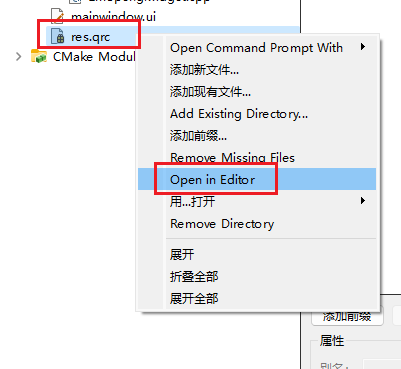 mainwindow.ui
res.qrc
CMake Modul
Open Command Prompt With
添加新文件...
添加现有文件...
Add Existing Directory...
添加前缀...
Remove Missing Files
Open in Editor
用...打开
Remove Directory
展开
折叠全部
展开全部
添加前缀
属性
别名: